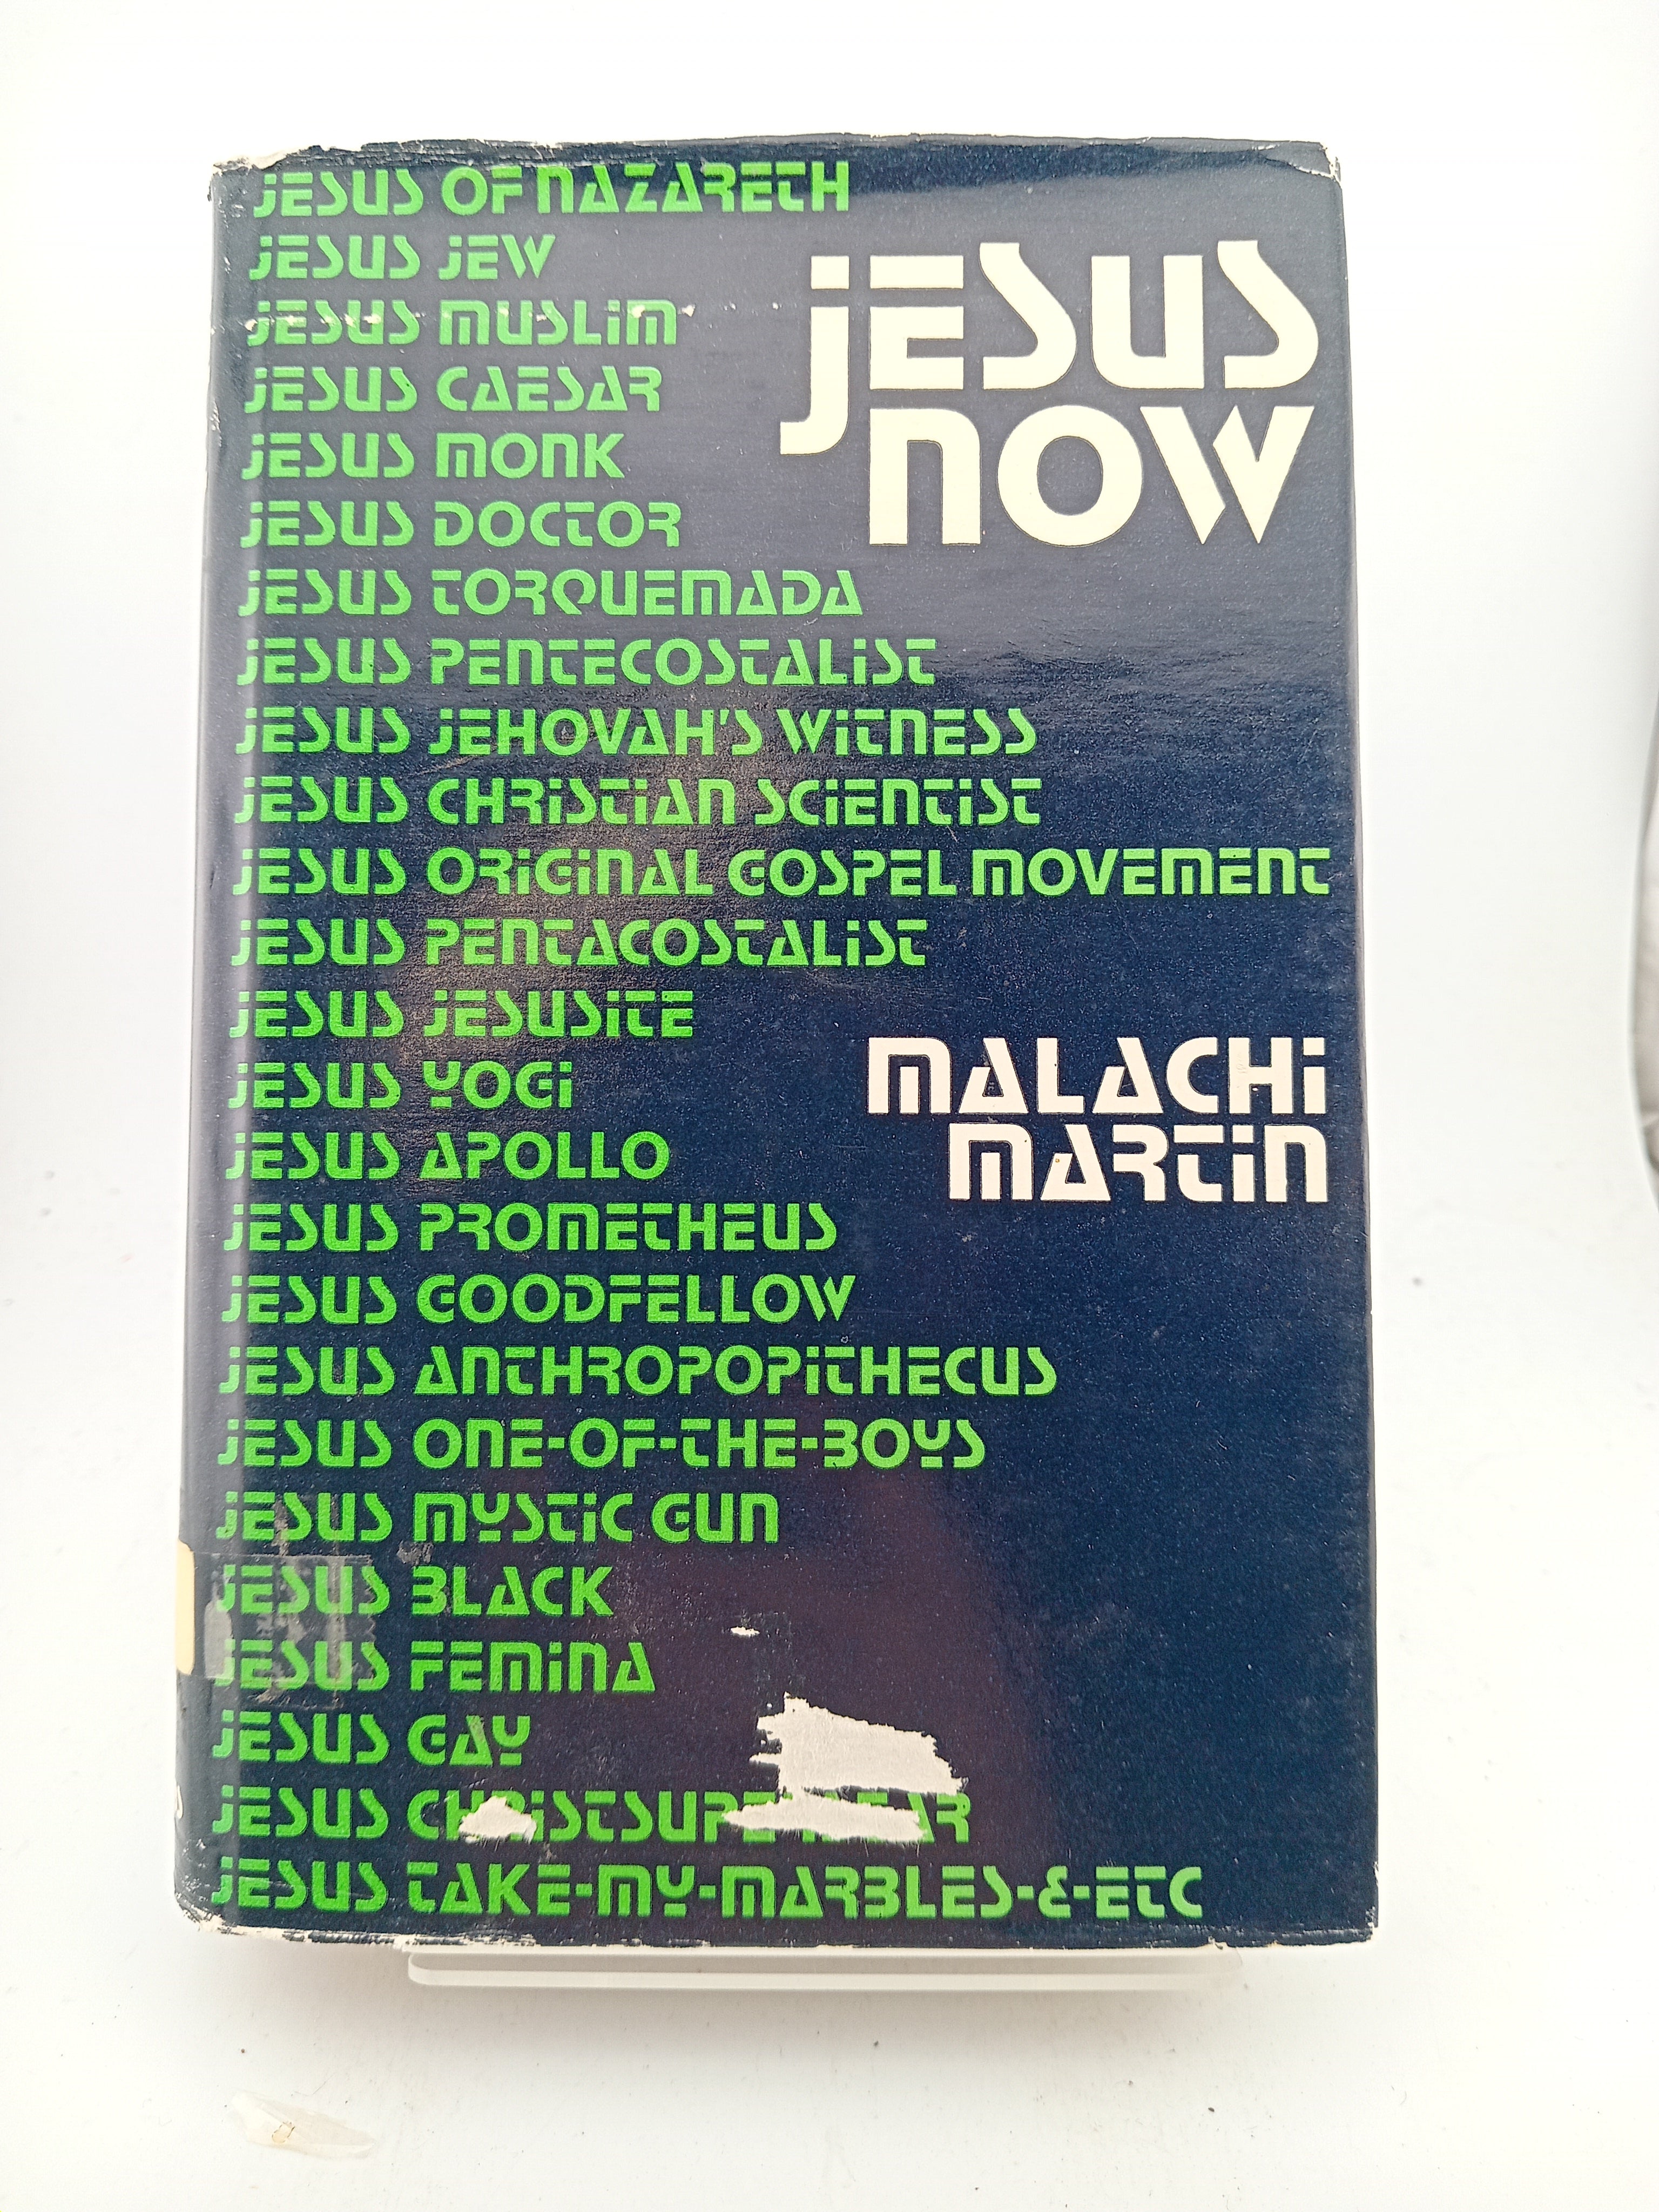 JESUS OF NAZARETH
JESUS JEW
JESUS MUSLIM
JESUS CAESAR
JESUS MONK
JESUS DOCTOR
JESUS TORQUEMADA
JESUS PENTECOSTALIST
JESUS JEHOVAH'S WITNESS
JESUS CHRISTIAN SCIENTIST
JESUS ORIGINAL GOSPEL MOVEMENT
JESUS PENTACOSTALIST
JESUS JESUSITE
JESUS YOGI
JESUS APOLLO
JESUS PROMETHEUS
JESUS GOODFELLOW
JESUS ANTHROPOPITHECUS
JESUS ONE-OF-THE-BOYS
JESUS MYSTIC GUN
JESUS BLACK
JESUS FEMINA
JESUS GAY
JESUS
JESUS TAKE-MY-MARBLES-&-ETC
JESUS
NOW
MALACHI
MARTIN